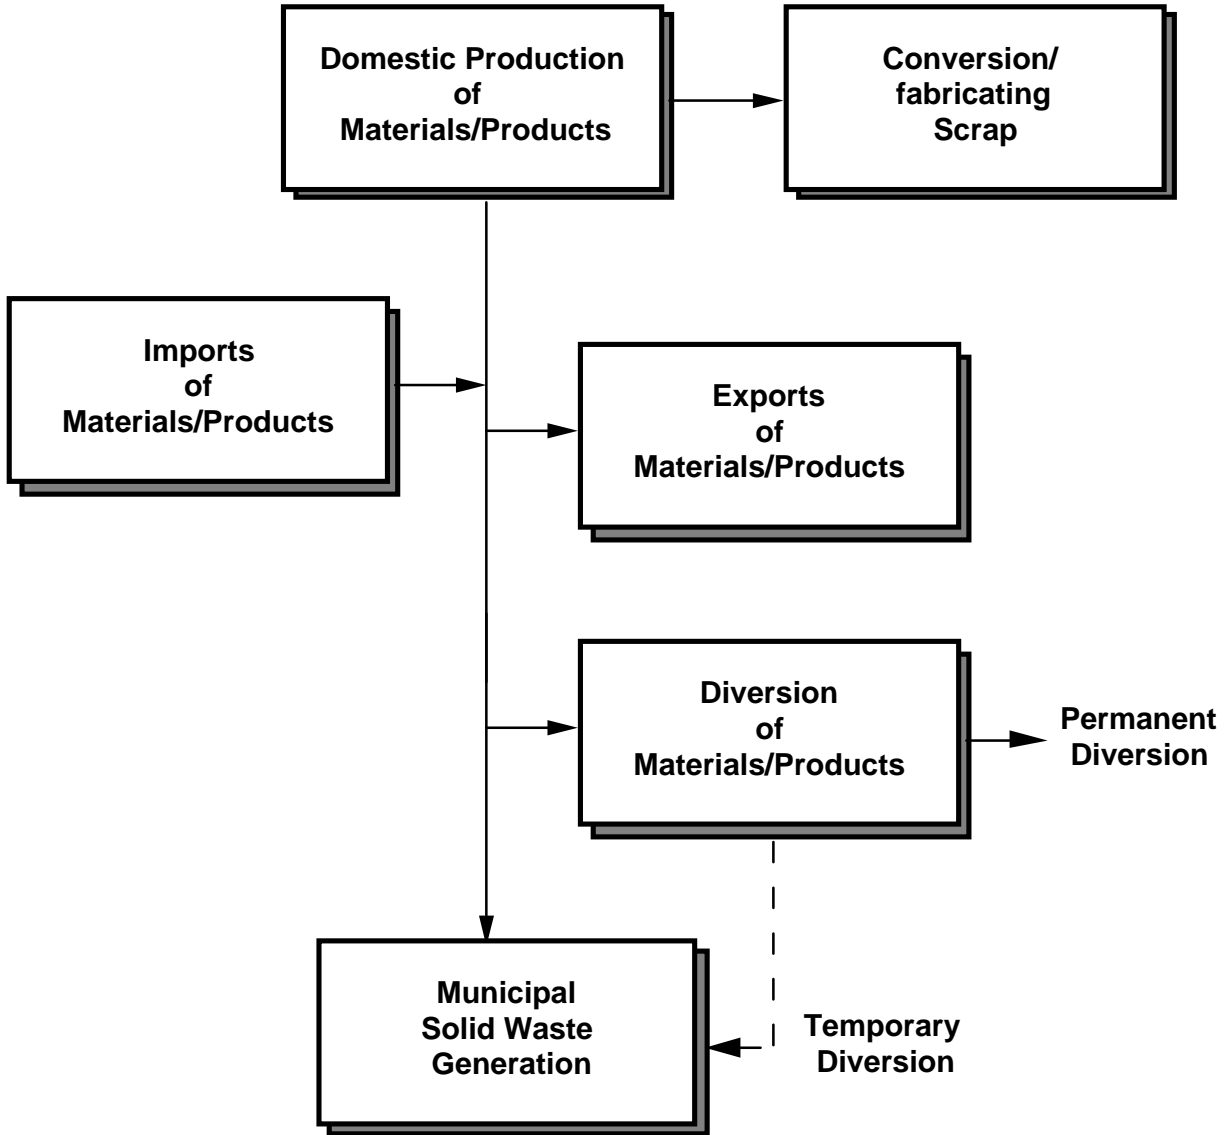 Domestic Production
of
Materials/Products
Conversion/
fabricating
Scrap
Imports
of
Materials/Products
Exports
of
Materials/Products
Diversion
of
Materials/Products
Permanent
Diversion
Municipal
Solid Waste
Generation
Temporary
Diversion